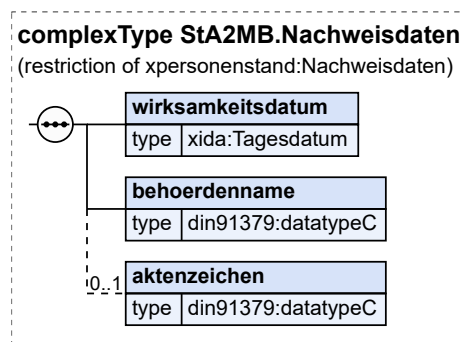 complexType StA2MB.Nachweisdaten
(restriction of xpersonenstand:Nachweisdaten)
wirksamkeitsdatum
type xida:Tagesdatum
behoerdenname
type din91379:datatypeC
0..1 aktenzeichen
type din91379:datatypeC